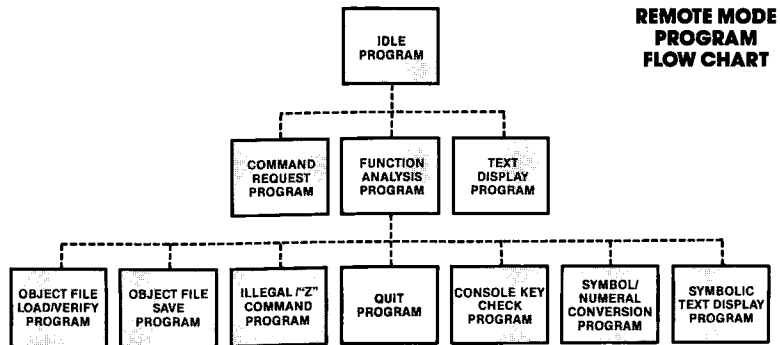 REMOTE MODE
PROGRAM
FLOW CHART
IDLE
PROGRAM
COMMAND
REQUEST
PROGRAM
FUNCTION
ANALYSIS
PROGRAM
TEXT
DISPLAY
PROGRAM
OBJECT FILE
LOAD/VERIFY
PROGRAM
OBJECT FILE
SAVE
PROGRAM
ILLEGAL /"Z"
COMMAND
PROGRAM
QUIT
PROGRAM
CONSOLE KEY
CHECK
PROGRAM
SYMBOL/
NUMERAL
CONVERSION
PROGRAM
SYMBOLIC
TEXT DISPLAY
PROGRAM